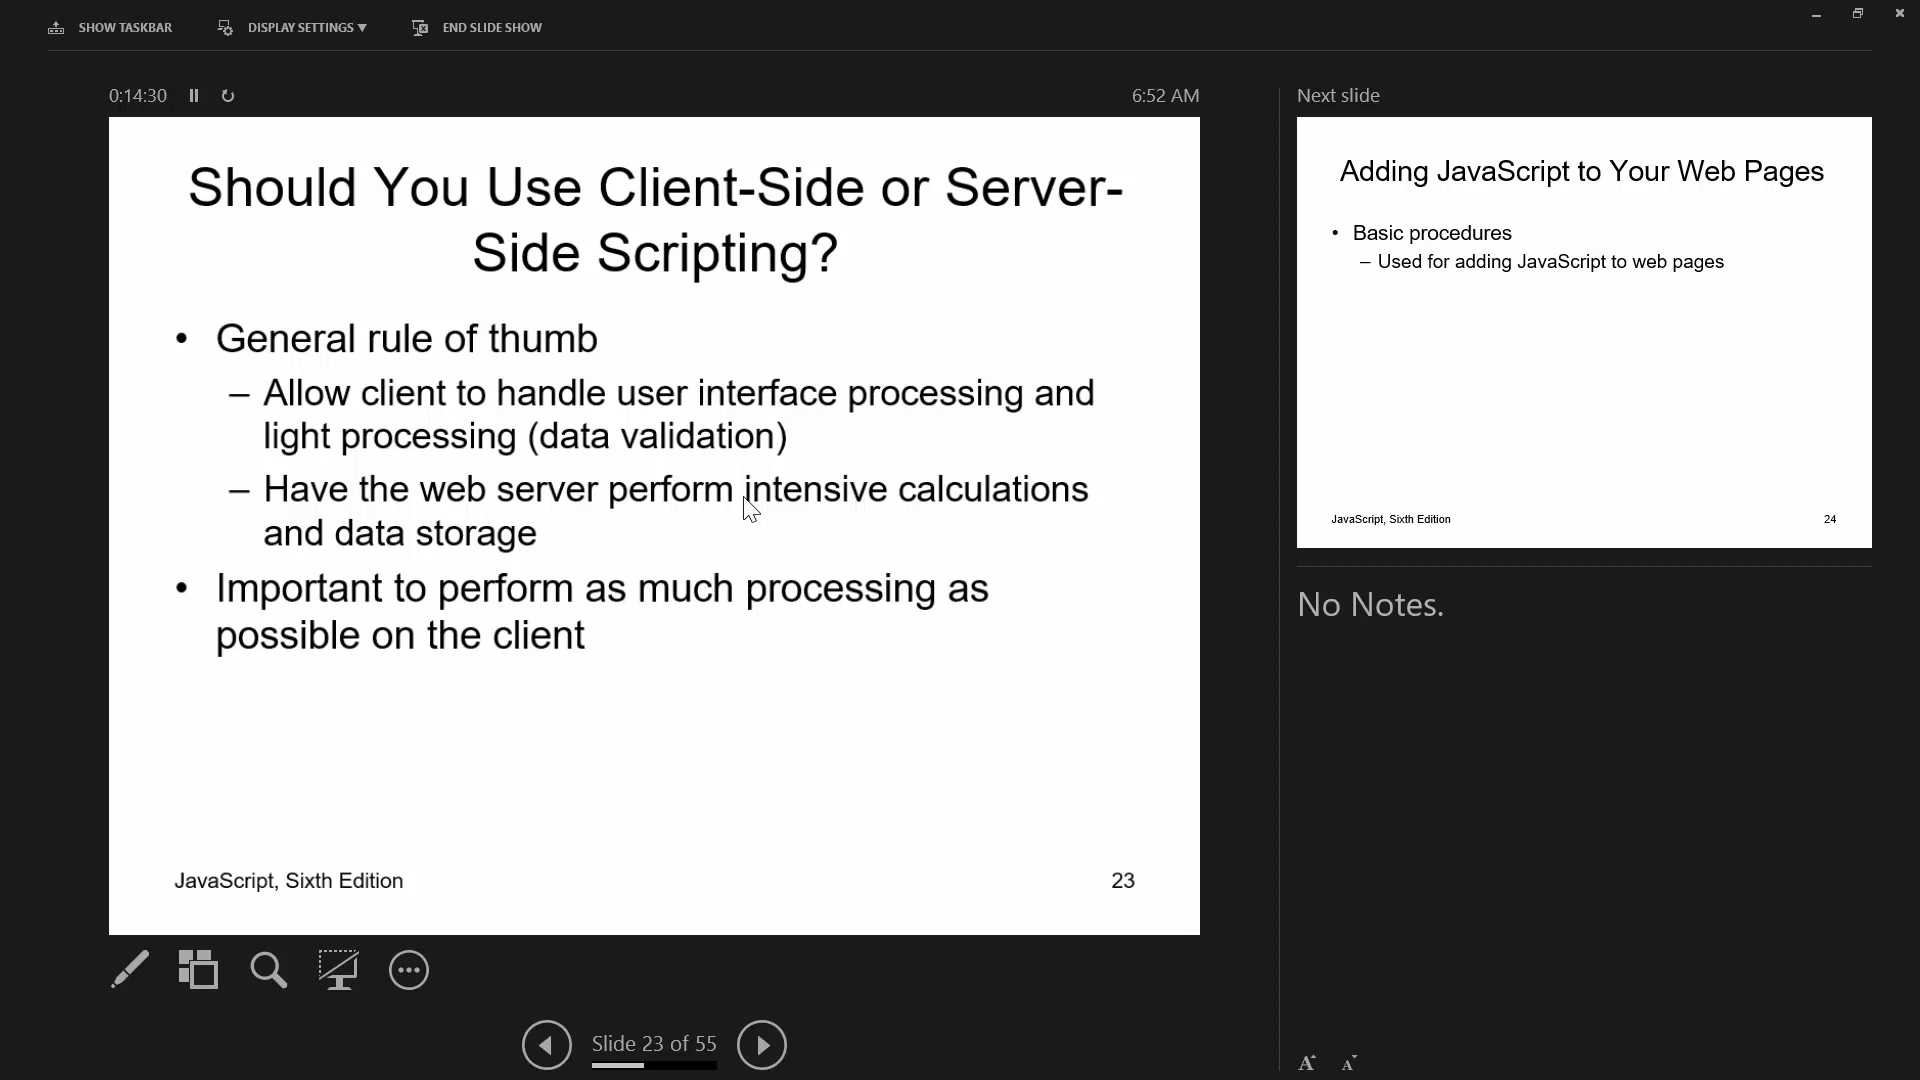 SHOW TASKBAR
DISPLAY SETTINGS ▼
END SLIDE SHOW
0:14:30
6:52 AM
Should You Use Client-Side or Server-
Side Scripting?
• General rule of thumb
– Allow client to handle user interface processing and
light processing (data validation)
– Have the web server perform intensive calculations
and data storage
• Important to perform as much processing as
possible on the client
JavaScript, Sixth Edition
23
Slide 23 of 55
Next slide
Adding JavaScript to Your Web Pages
• Basic procedures
– Used for adding JavaScript to web pages
JavaScript, Sixth Edition
24
No Notes.
A
A